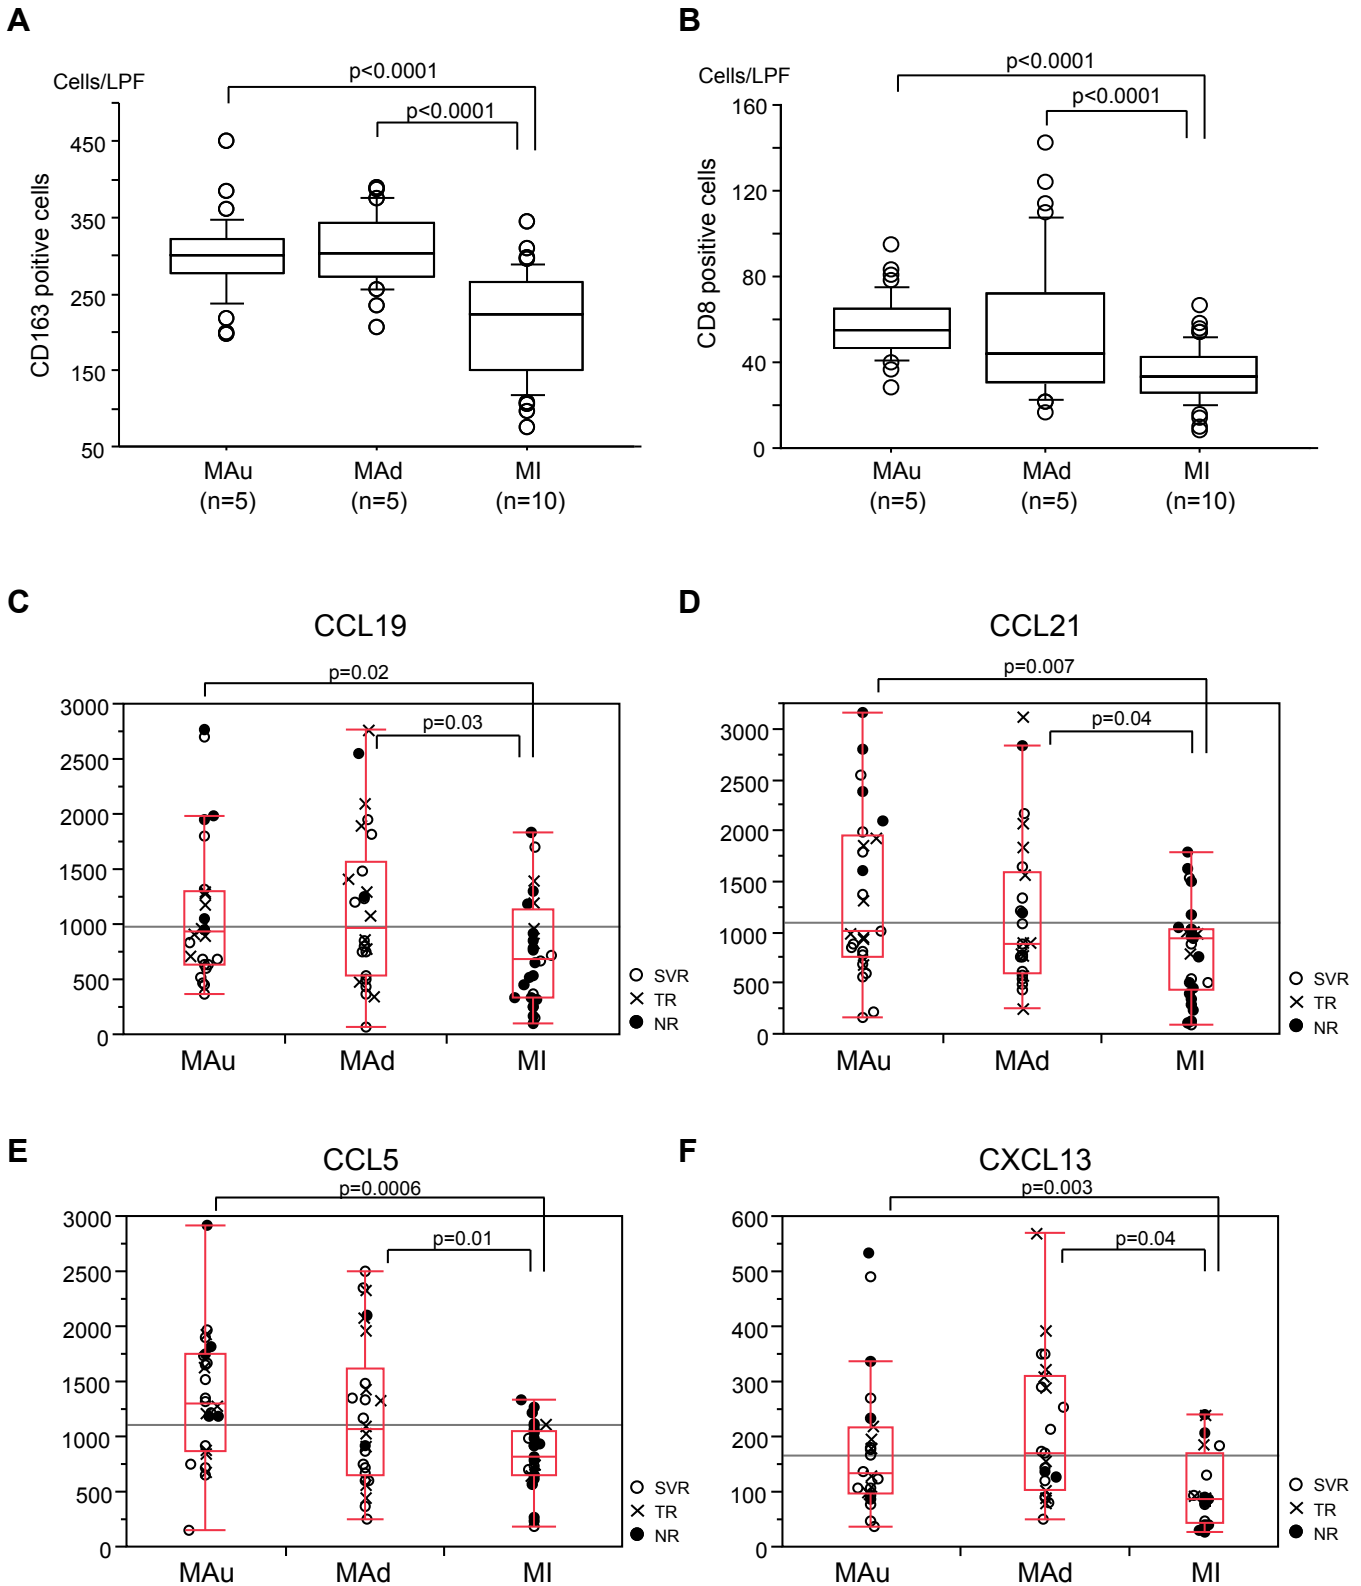 A
Cells/LPF
p<0.0001
p<0.0001
CD163 poitive cells
450
350
250
150
50
MAu
(n=5)
MAd
(n=5)
MI
(n=10)
B
Cells/LPF
p<0.0001
p<0.0001
CD8 positive cells
160
120
80
40
0
MAu
(n=5)
MAd
(n=5)
MI
(n=10)
C
CCL19
p=0.02
p=0.03
3000
2500
2000
1500
1000
500
0
MAu
MAd
MI
SVR
TR
NR
D
CCL21
p=0.007
p=0.04
3000
2500
2000
1500
1000
500
0
MAu
MAd
MI
SVR
TR
NR
E
CCL5
p=0.0006
p=0.01
3000
2500
2000
1500
1000
500
0
MAu
MAd
MI
SVR
TR
NR
F
CXCL13
p=0.003
p=0.04
600
500
400
300
200
100
0
MAu
MAd
MI
SVR
TR
NR